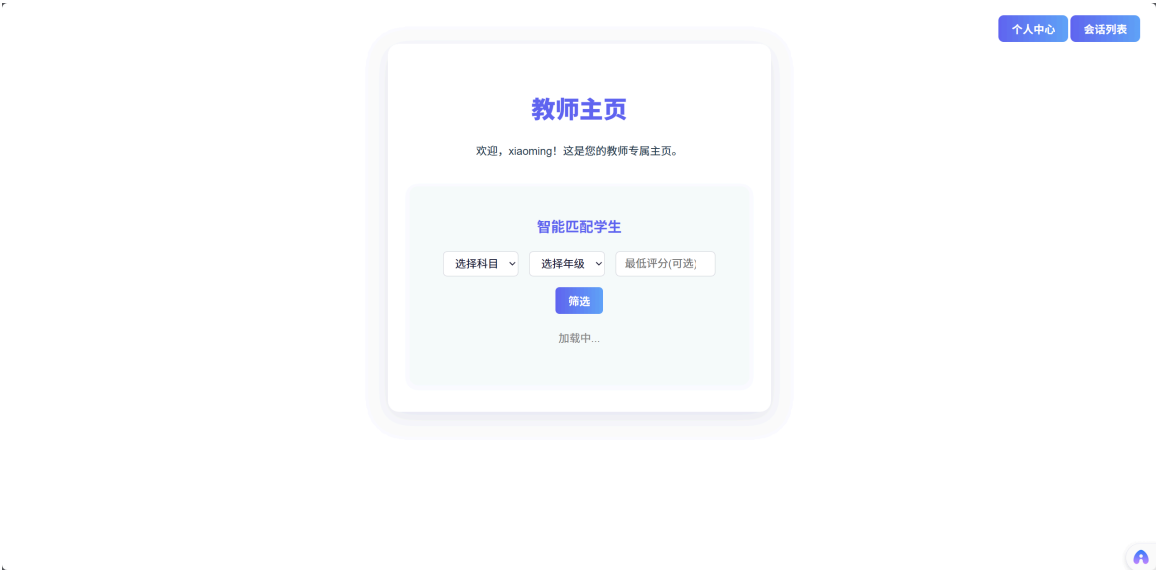 个人中心 会话列表
教师主页
欢迎，xiaoming！这是您的教师专属主页。
智能匹配学生
选择科目 选择年级 最低评分(可选)
筛选
加载中...